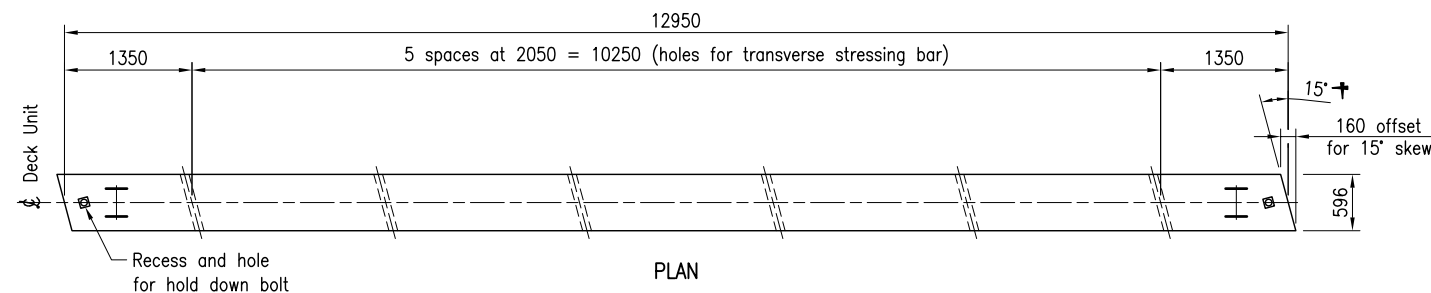 12950
1350
5 spaces at 2050 = 10250 (holes for transverse stressing bar)
1350
15°
160 offset
for 15° skew
℄ Deck Unit
596
Recess and hole
for hold down bolt
PLAN